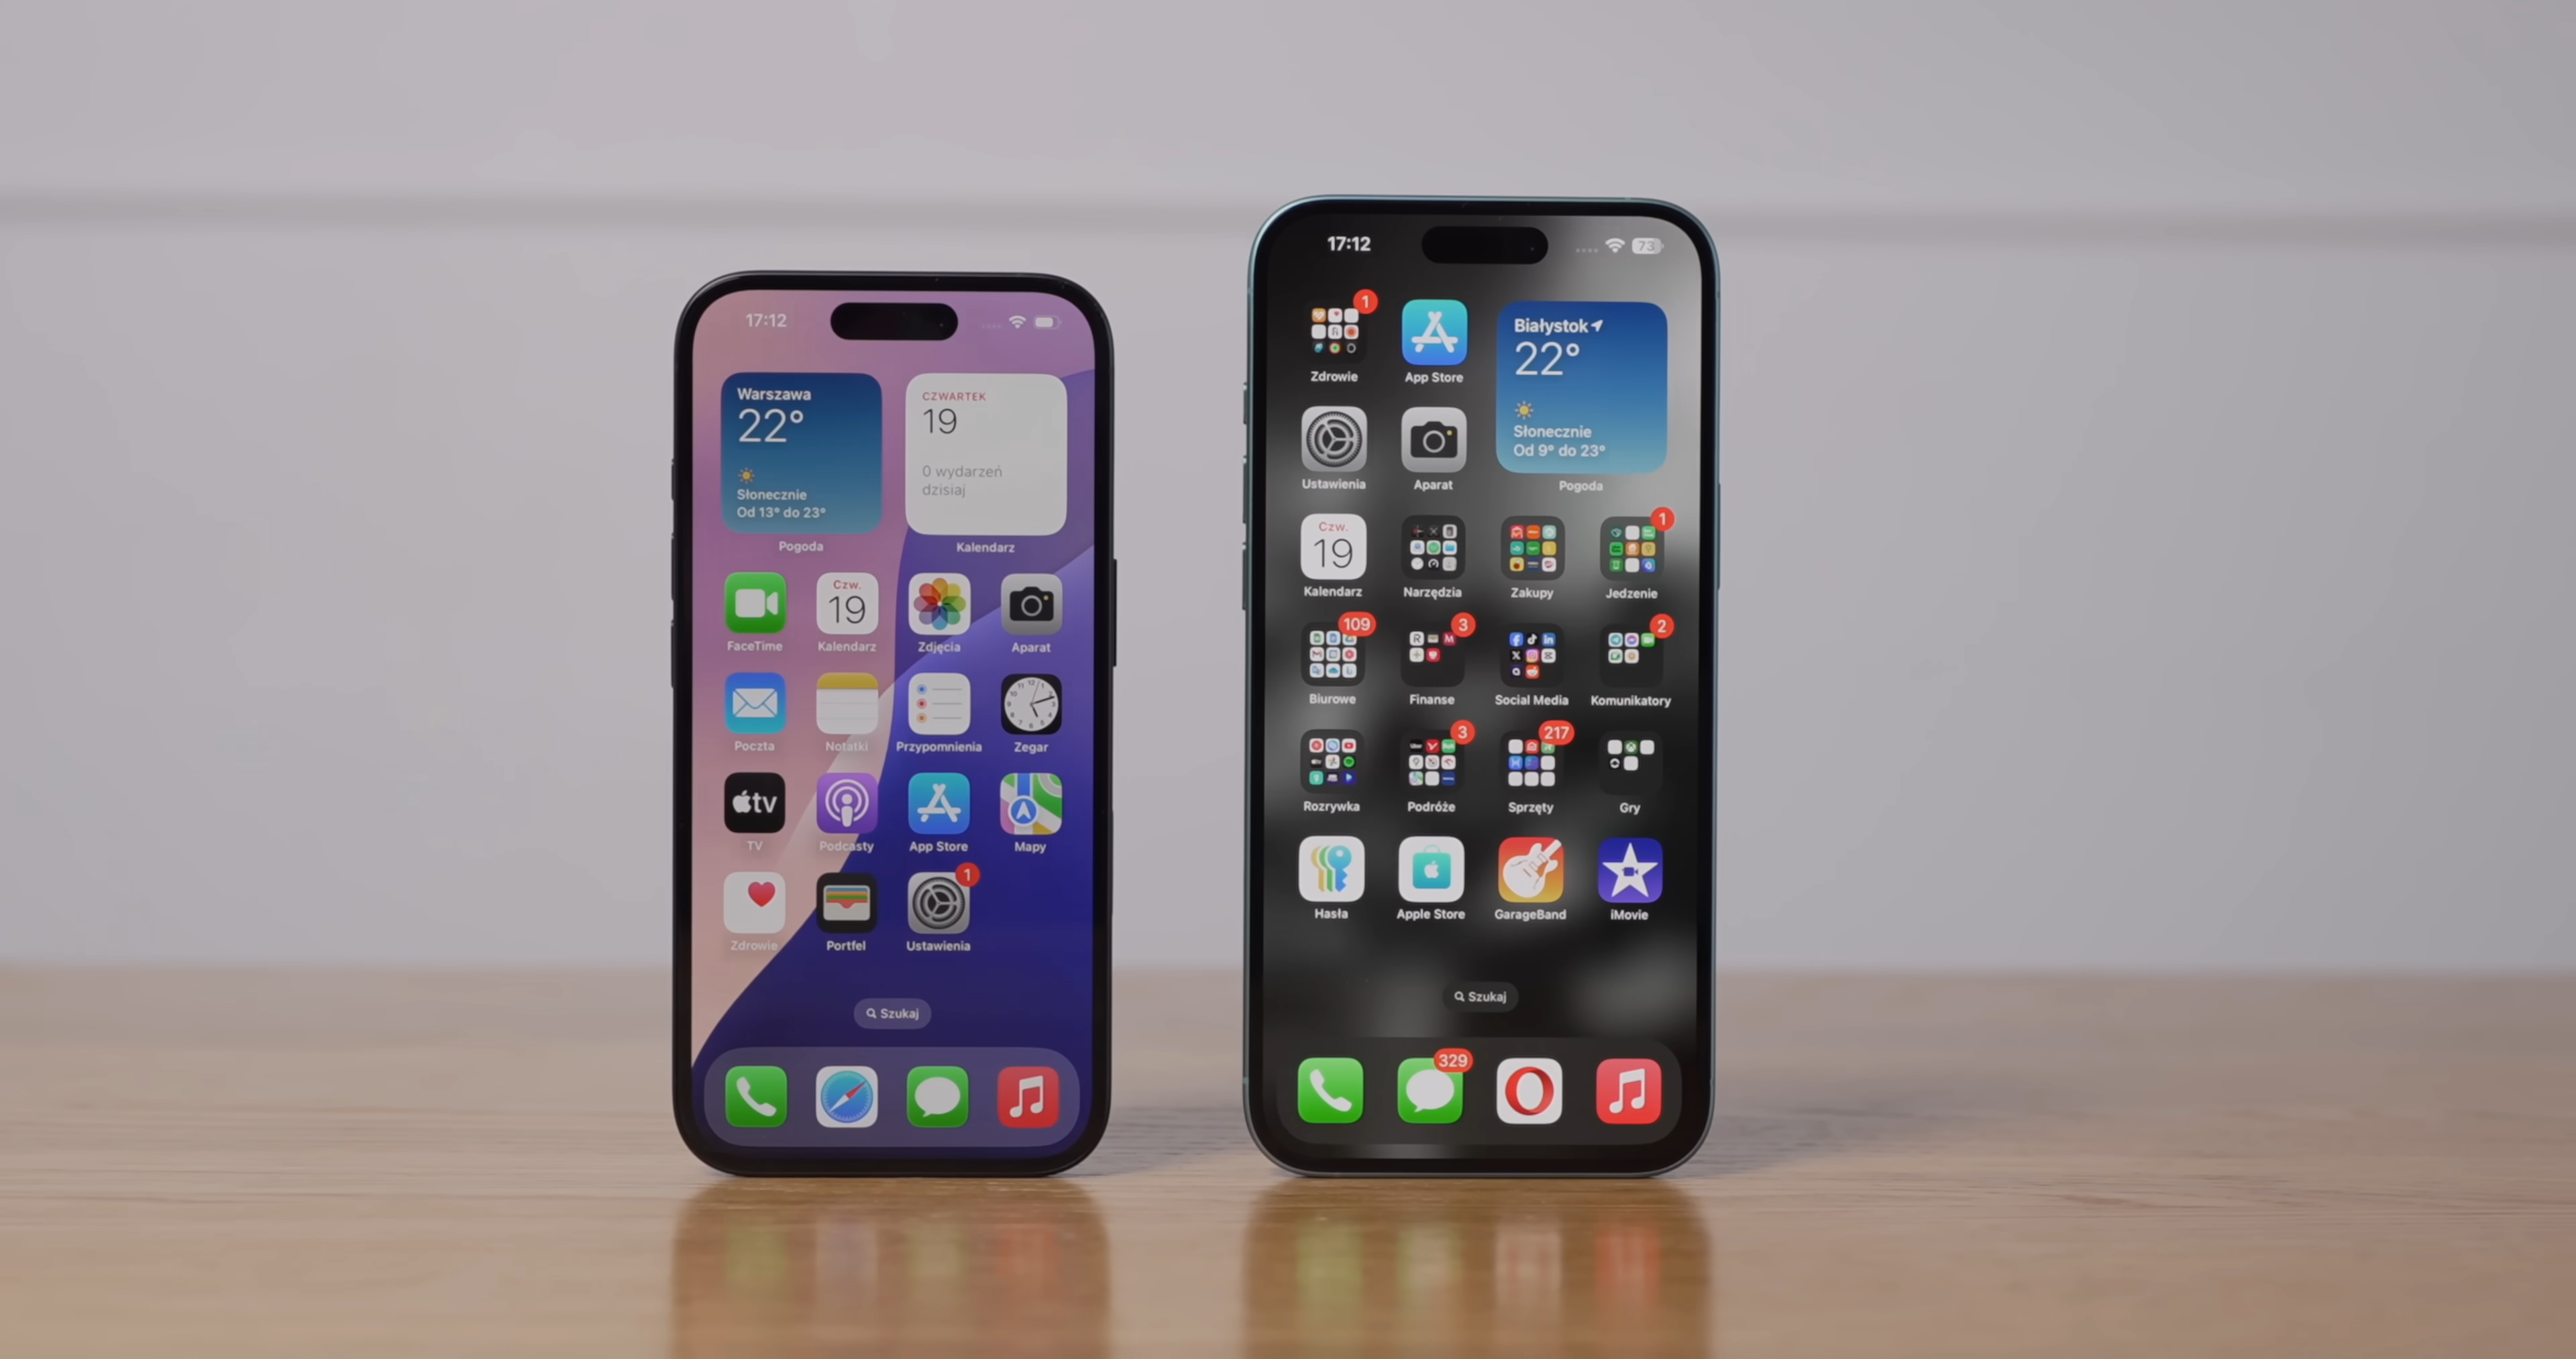 17:12
Warszawa
22°
Słonecznie
Od 13° do 23°
Pogoda
CZWARTEK
19
0 wydarzeń
dzisiaj
Kalendarz
FaceTime
Czw.
19
Kalendarz
Zdjęcia
Aparat
Poczta
Notatki
Przypomnienia
Zegar
tv
TV
Podcasty
App Store
Mapy
Zdrowie
Portfel
1
Ustawienia
Szukaj
17:12
73
1
Zdrowie
App Store
Białystok
22°
Słonecznie
Od 9° do 23°
Pogoda
Ustawienia
Aparat
Czw.
19
Kalendarz
Narzędzia
Zakupy
1
Jedzenie
109
Biurowe
3
Finanse
Social Media
2
Komunikatory
Rozrywka
3
Podróże
217
Sprzęty
Gry
Hasła
Apple Store
GarageBand
iMovie
Szukaj
329